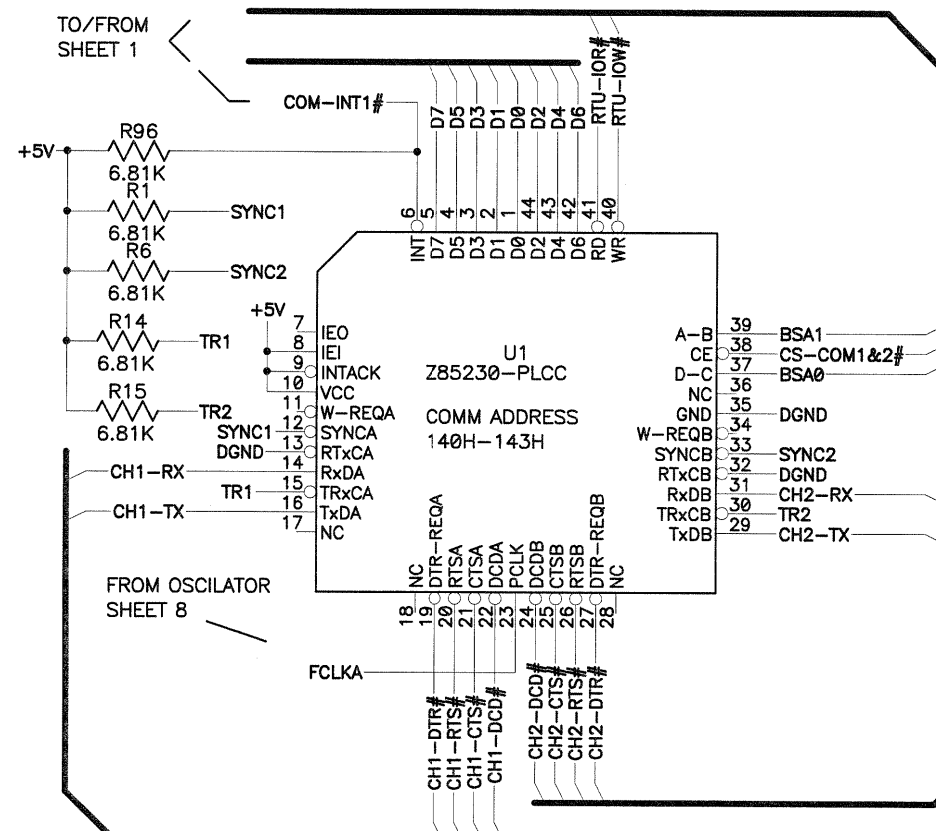 TO/FROM
SHEET 1
COM-INT1#
D7
D5
D3
D1
D0
D2
D4
D6
RTU-IOR#
RTU-IOW#
+5V
R96
6.81K
R1
6.81K
SYNC1
R6
6.81K
SYNC2
R14
6.81K
TR1
R15
6.81K
TR2
6
5
4
3
2
1
44
43
42
41
40
INT
D7
D5
D3
D1
D0
D2
D4
D6
RD
WR
+5V
7 IEO
8 IEI
9 INTACK
10 VCC
11 W-REQA
SYNC1 12 SYNCA
DGND 13 RTxCA
CH1-RX 14 RxDA
TR1 15 TRxCA
CH1-TX 16 TxDA
17 NC
U1
Z85230-PLCC
COMM ADDRESS
140H-143H
A-B 39 BSA1
CE 38 CS-COM1&2#
D-C 37 BSA0
NC 36
GND 35 DGND
W-REQB 34
SYNCB 33 SYNC2
RTxCB 32 DGND
RxDB 31 CH2-RX
TRxCB 30 TR2
TxDB 29 CH2-TX
NC
DTR-REQA
RTSA
CTSA
DCDA
PCLK
DCDB
CTSB
RTSB
DTR-REQB
NC
18
19
20
21
22
23
24
25
26
27
28
FROM OSCILATOR
SHEET 8
FCLKA
CH1-DTR#
CH1-RTS#
CH1-CTS#
CH1-DCD#
CH2-DCD#
CH2-CTS#
CH2-RTS#
CH2-DTR#